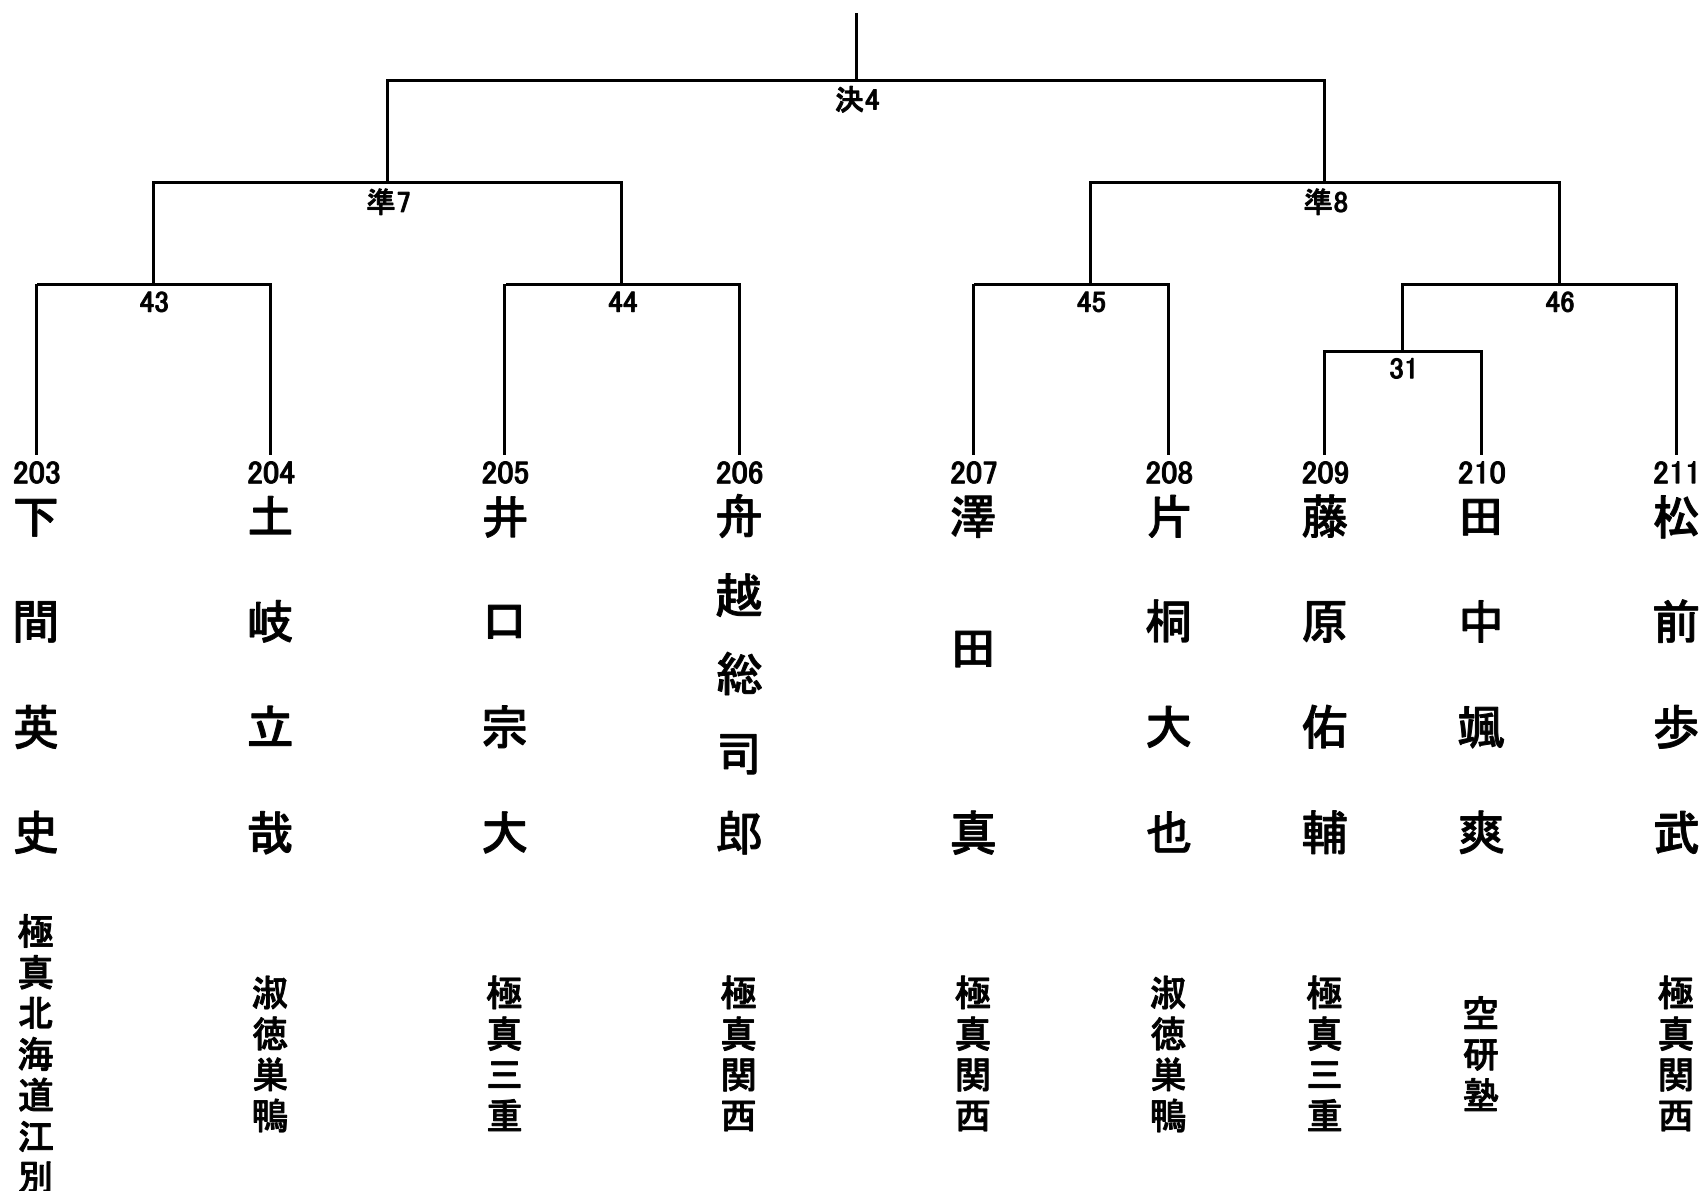 決4
準7
準8
43
44
45
46
31
203
204
205
206
207
208
209
210
211
下間英史
土岐立哉
井口宗大
舟越総司郎
澤田真
片桐大也
藤原佑輔
田中颯爽
松前歩武
極真北海道江別
淑徳巣鴨
極真三重
極真関西
極真関西
淑徳巣鴨
極真三重
空研塾
極真関西